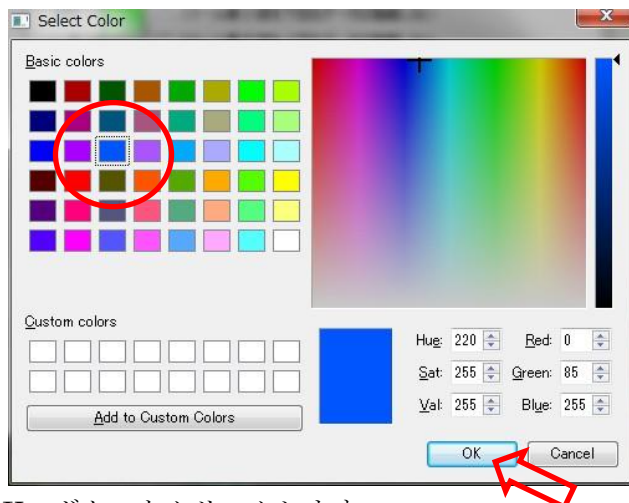 Select Color
Basic colors
Custom colors
Hue: 220 Red: 0
Sat: 255 Green: 85
Val: 255 Blue: 255
Add to Custom Colors
OK Cancel